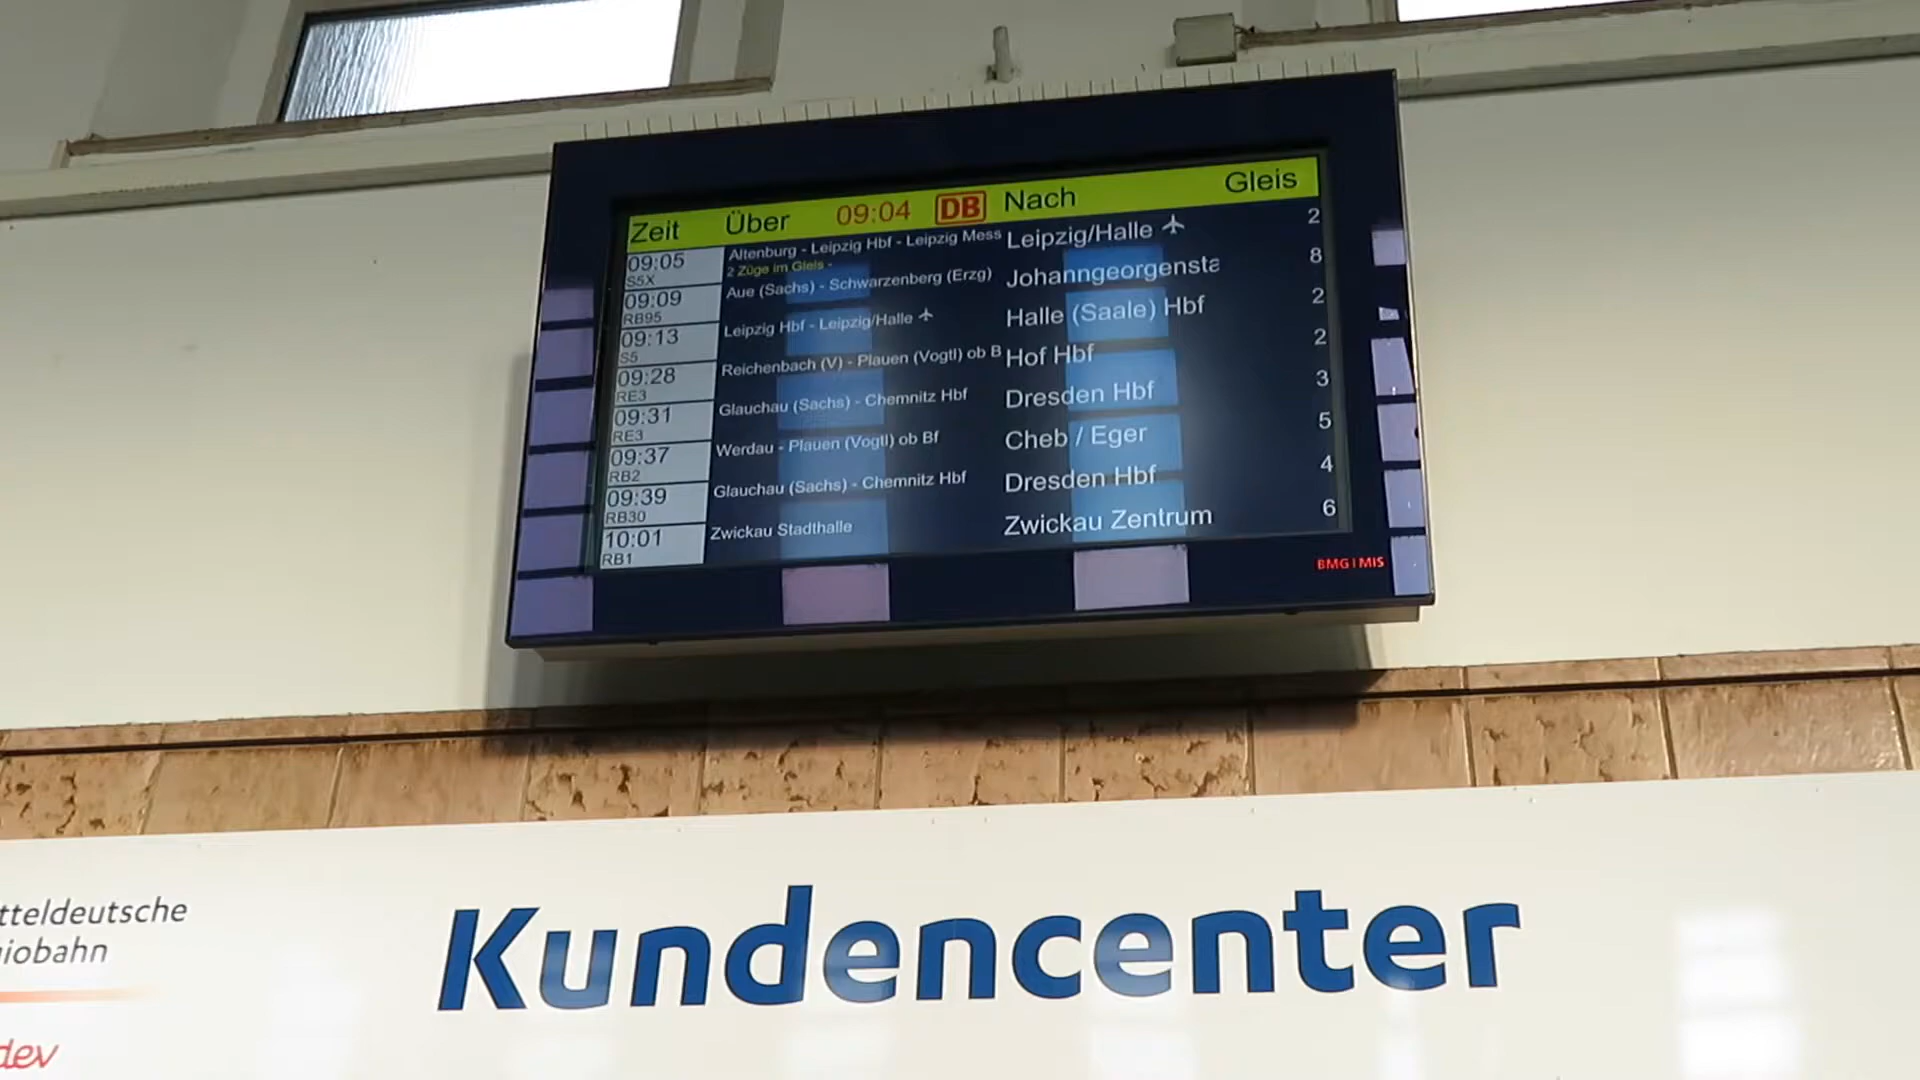 Zeit Über 09:04 DB Nach Gleis
09:05 Altenburg - Leipzig Hbf - Leipzig Mess Leipzig/Halle ✈ 2
S5X 2 Züge im Gleis -
09:09 Aue (Sachs) - Schwarzenberg (Erzg) Johanngeorgensta 8
RB95
09:13 Leipzig Hbf - Leipzig/Halle ✈ Halle (Saale) Hbf 2
S5
09:28 Reichenbach (V) - Plauen (Vogtl) ob B Hof Hbf 2
RE3
09:31 Glauchau (Sachs) - Chemnitz Hbf Dresden Hbf 3
RE3
09:37 Werdau - Plauen (Vogtl) ob Bf Cheb / Eger 5
RB2
09:39 Glauchau (Sachs) - Chemnitz Hbf Dresden Hbf 4
RB30
10:01 Zwickau Stadthalle Zwickau Zentrum 6
RB1
BMG | MIS
Kundencenter
tteldeutsche
giobahn
dev